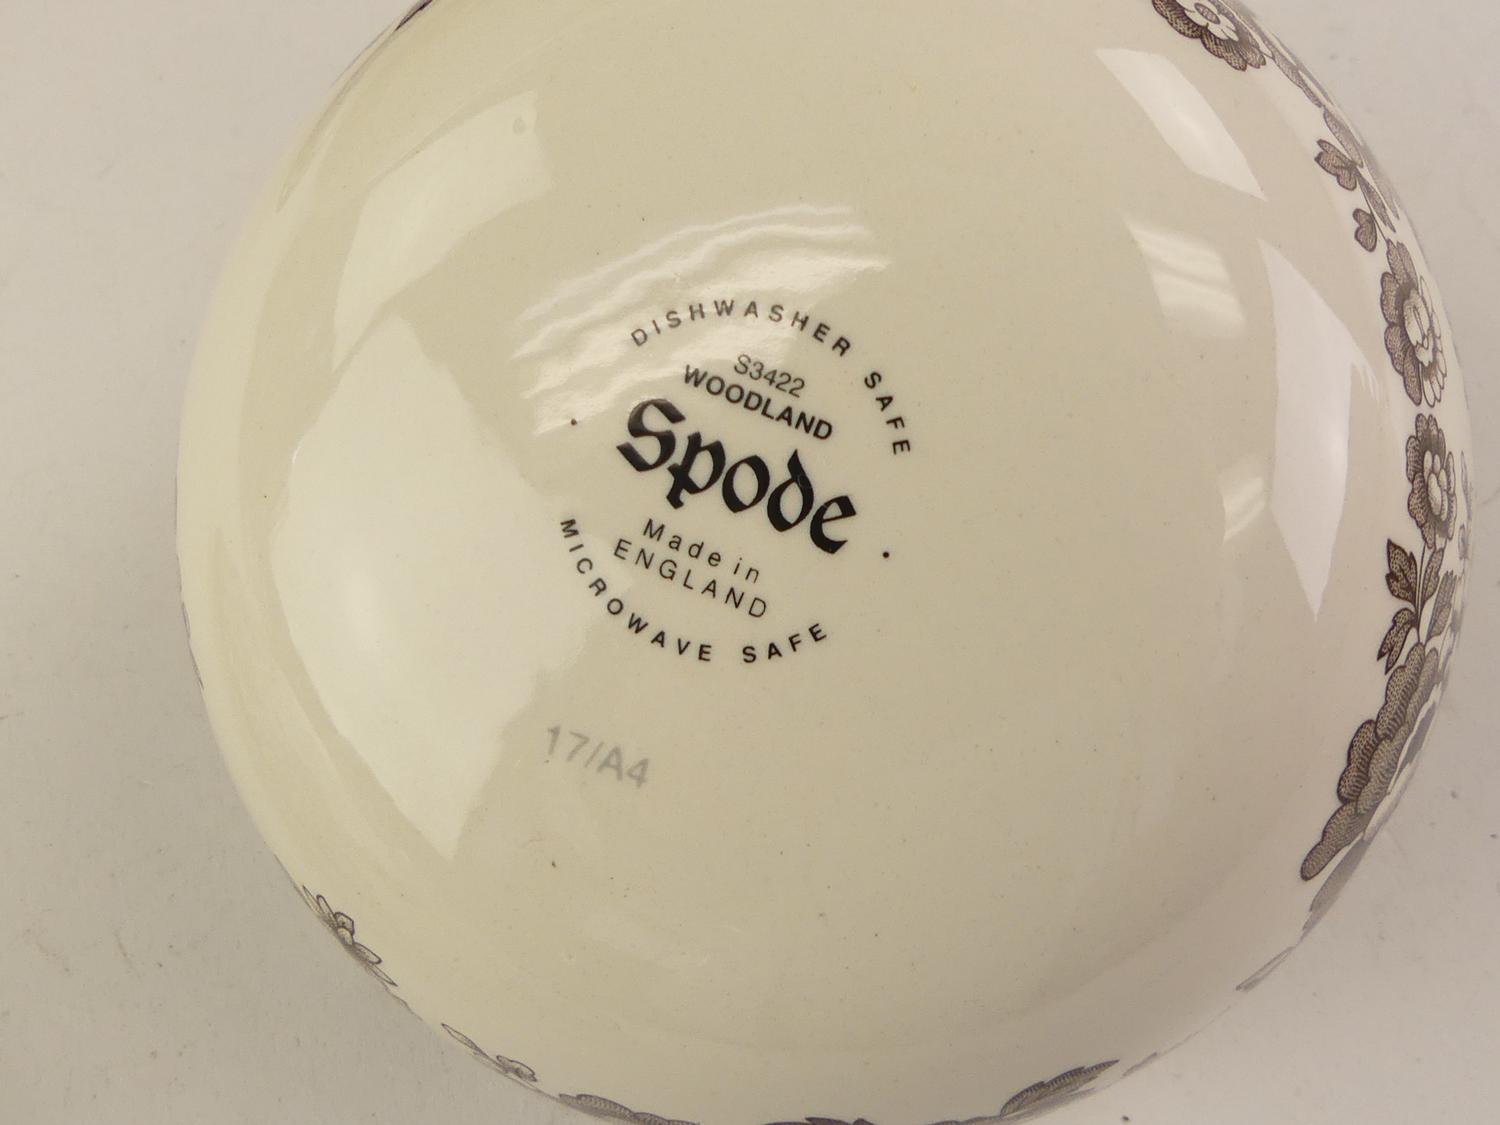 DISHWASHER SAFE
S3422
WOODLAND
Spode
Made in
ENGLAND
MICROWAVE SAFE
17/A4